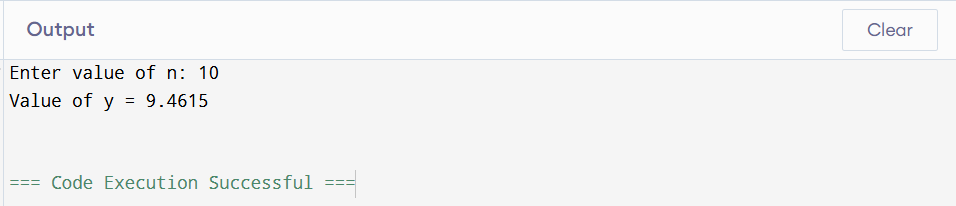 Output
Clear
Enter value of n: 10
Value of y = 9.4615
=== Code Execution Successful ===